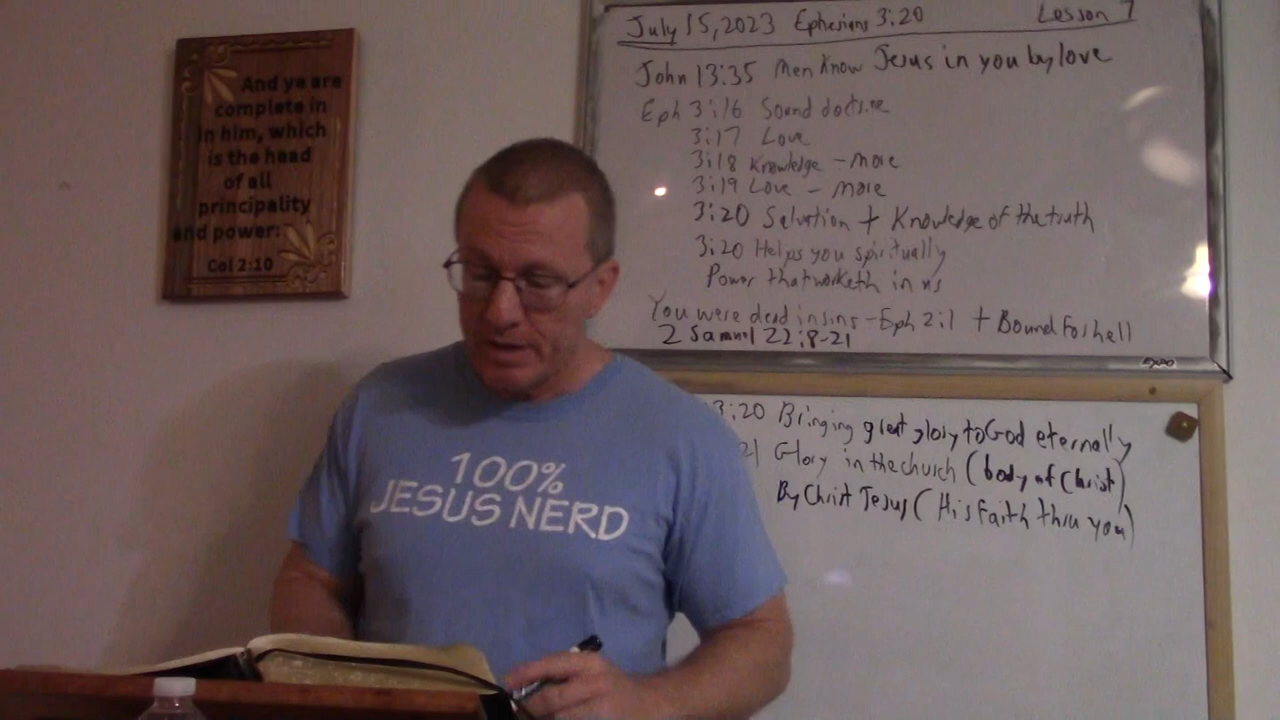 And ye are
complete in
in him, which
is the head
of all
principality
and power:
Col 2:10
July 15, 2023 Ephesians 3:20 Lesson 7
John 13:35 Men Know Jesus in you by love
Eph 3:16 Sound doctrine
3:17 Love
3:18 Knowledge - more
3:19 Love - more
3:20 Salvation + Knowledge of the truth
3:20 Helps you spiritually
Power that worketh in us
You were dead in sins - Eph 2:1 + Bound For hell
2 Samuel 22:8-21
EXPO
3:20 Bringing great glory to God eternally
21 Glory in the church (body of Christ)
By Christ Jesus (His faith thru you)
100%
JESUS NERD